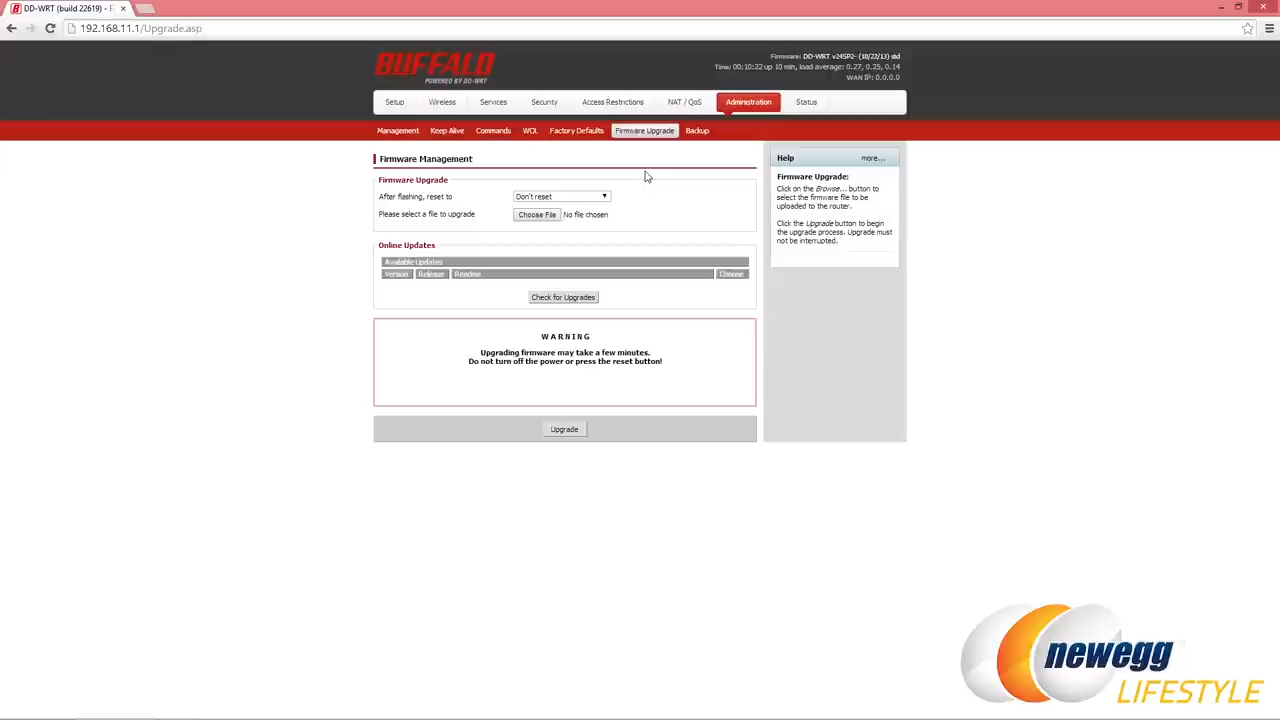 DD-WRT (build 22619) - F
192.168.11.1/Upgrade.asp
BUFFALO
POWERED BY DD-WRT
Firmware: DD-WRT v24SP2- (10/22/13) std
Time: 00:10:22 up 10 min, load average: 0.27, 0.25, 0.14
WAN IP: 0.0.0.0
Setup Wireless Services Security Access Restrictions NAT / QoS Administration Status
Management Keep Alive Commands WOL Factory Defaults Firmware Upgrade Backup
Firmware Management
Firmware Upgrade
After flashing, reset to Don't reset
Please select a file to upgrade Choose File No file chosen
Online Updates
Available Updates
Version Release Readme Choose
Check for Upgrades
W A R N I N G
Upgrading firmware may take a few minutes.
Do not turn off the power or press the reset button!
Upgrade
Help more...
Firmware Upgrade:
Click on the Browse... button to
select the firmware file to be
uploaded to the router.
Click the Upgrade button to begin
the upgrade process. Upgrade must
not be interrupted.
newegg
LIFESTYLE